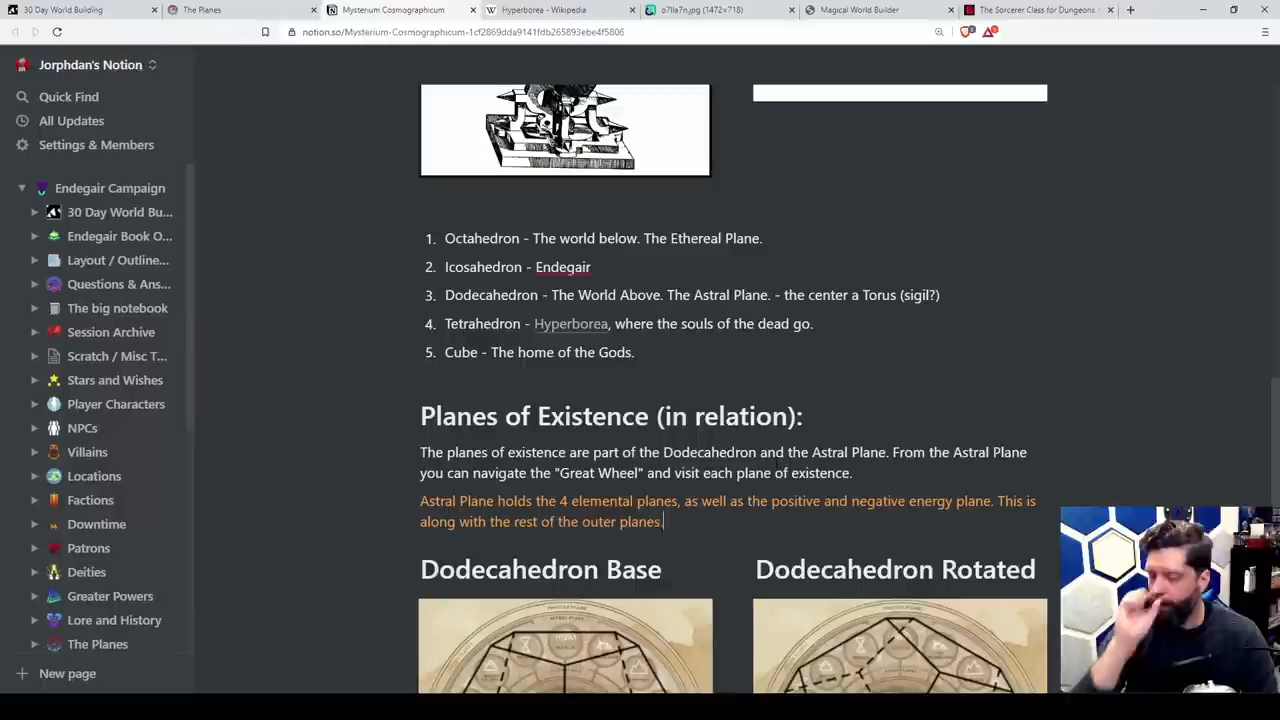 30 Day World Building
The Planes
Mysterium Cosmographicum
Hyperborea - Wikipedia
o7lla7n.jpg (1472×718)
Magical World Builder
The Sorcerer Class for Dungeons
notion.so/Mysterium-Cosmographicum-1cf2869dda9141fdb265893ebe4f5806
Jorphdan's Notion
Quick Find
All Updates
Settings & Members
Endegair Campaign
30 Day World Bu...
Endegair Book O...
Layout / Outline...
Questions & Ans...
The big notebook
Session Archive
Scratch / Misc T...
Stars and Wishes
Player Characters
NPCs
Villains
Locations
Factions
Downtime
Patrons
Deities
Greater Powers
Lore and History
The Planes
New page
1. Octahedron - The world below. The Ethereal Plane.
2. Icosahedron - Endegair
3. Dodecahedron - The World Above. The Astral Plane. - the center a Torus (sigil?)
4. Tetrahedron - Hyperborea, where the souls of the dead go.
5. Cube - The home of the Gods.
Planes of Existence (in relation):
The planes of existence are part of the Dodecahedron and the Astral Plane. From the Astral Plane
you can navigate the "Great Wheel" and visit each plane of existence.
Astral Plane holds the 4 elemental planes, as well as the positive and negative energy plane. This is
along with the rest of the outer planes.
Dodecahedron Base
Dodecahedron Rotated